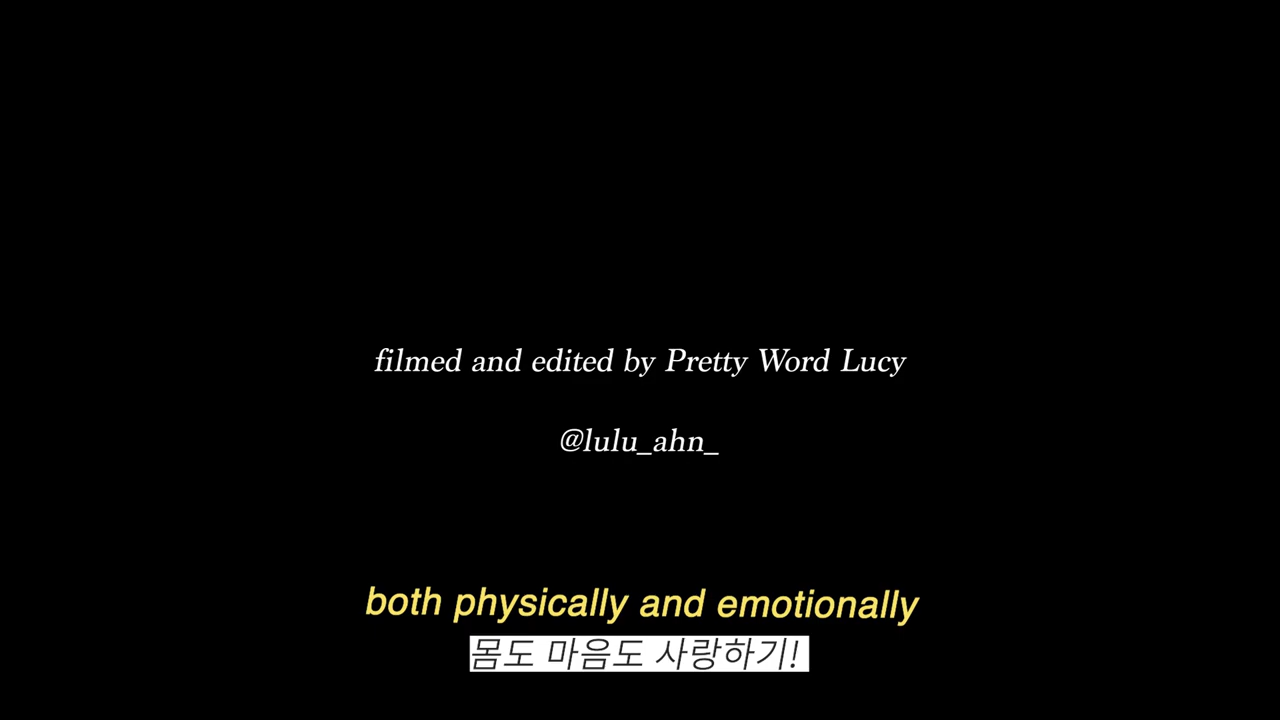 filmed and edited by Pretty Word Lucy
@lulu_ahn_
both physically and emotionally
몸도 마음도 사랑하기!